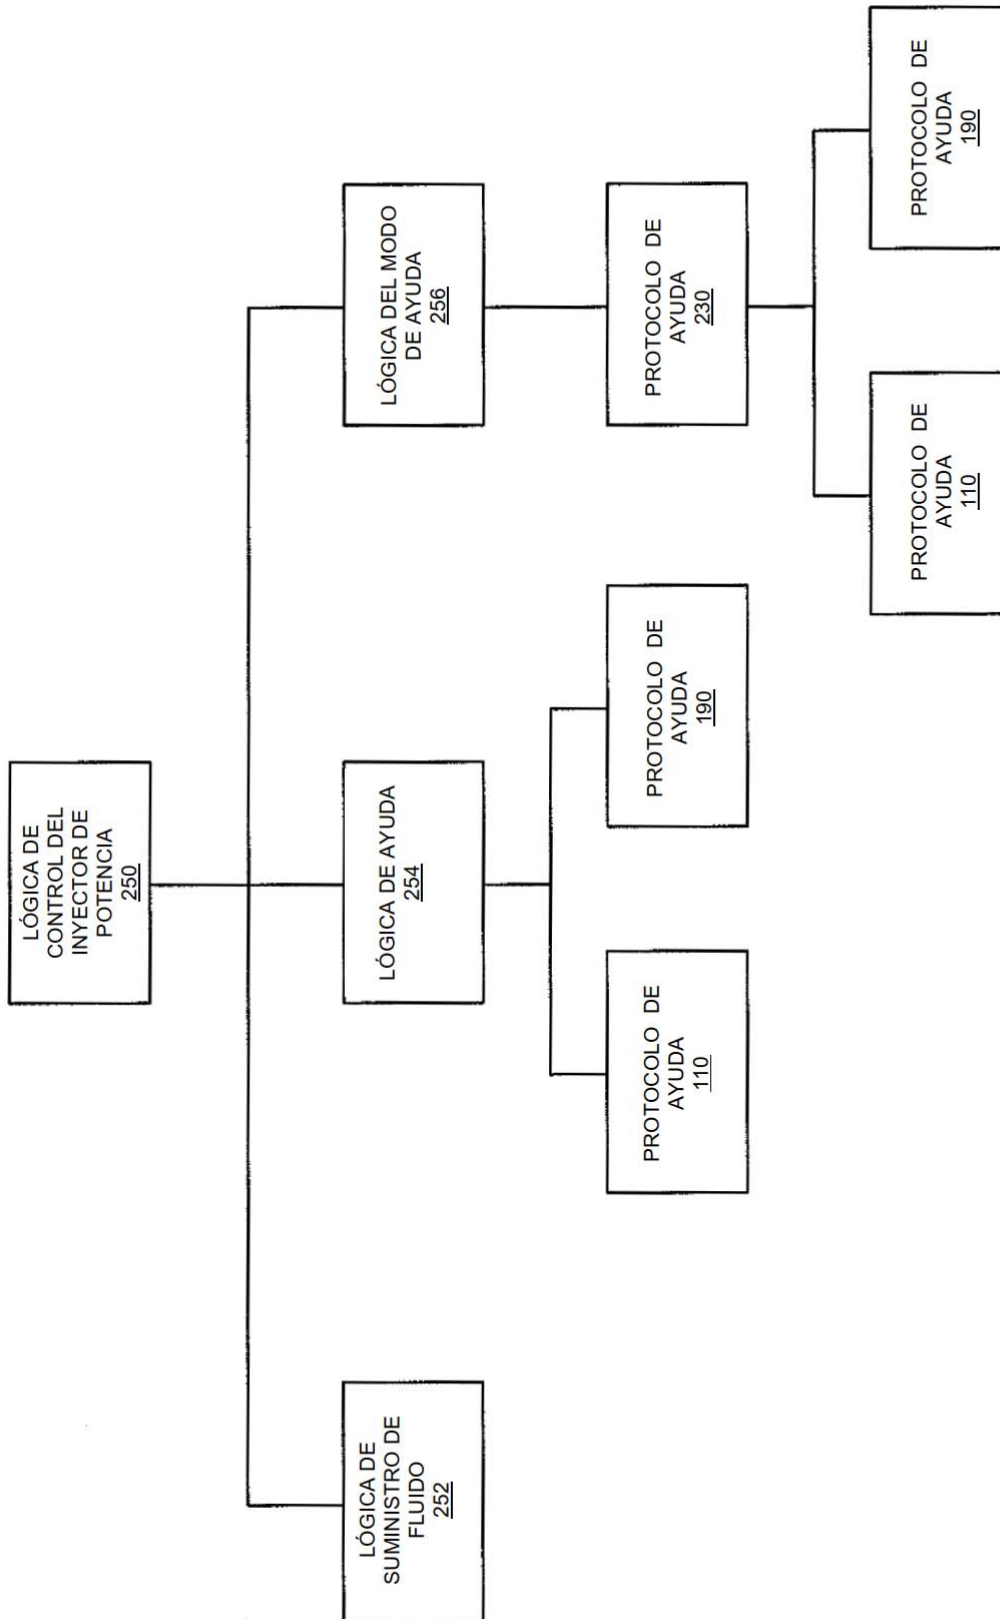 LÓGICA DE
CONTROL DEL
INYECTOR DE
POTENCIA
250
LÓGICA DE
SUMINISTRO DE
FLUIDO
252
LÓGICA DE AYUDA
254
LÓGICA DEL MODO
DE AYUDA
256
PROTOCOLO DE
AYUDA
110
PROTOCOLO DE
AYUDA
190
PROTOCOLO DE
AYUDA
230
PROTOCOLO DE
AYUDA
110
PROTOCOLO DE
AYUDA
190